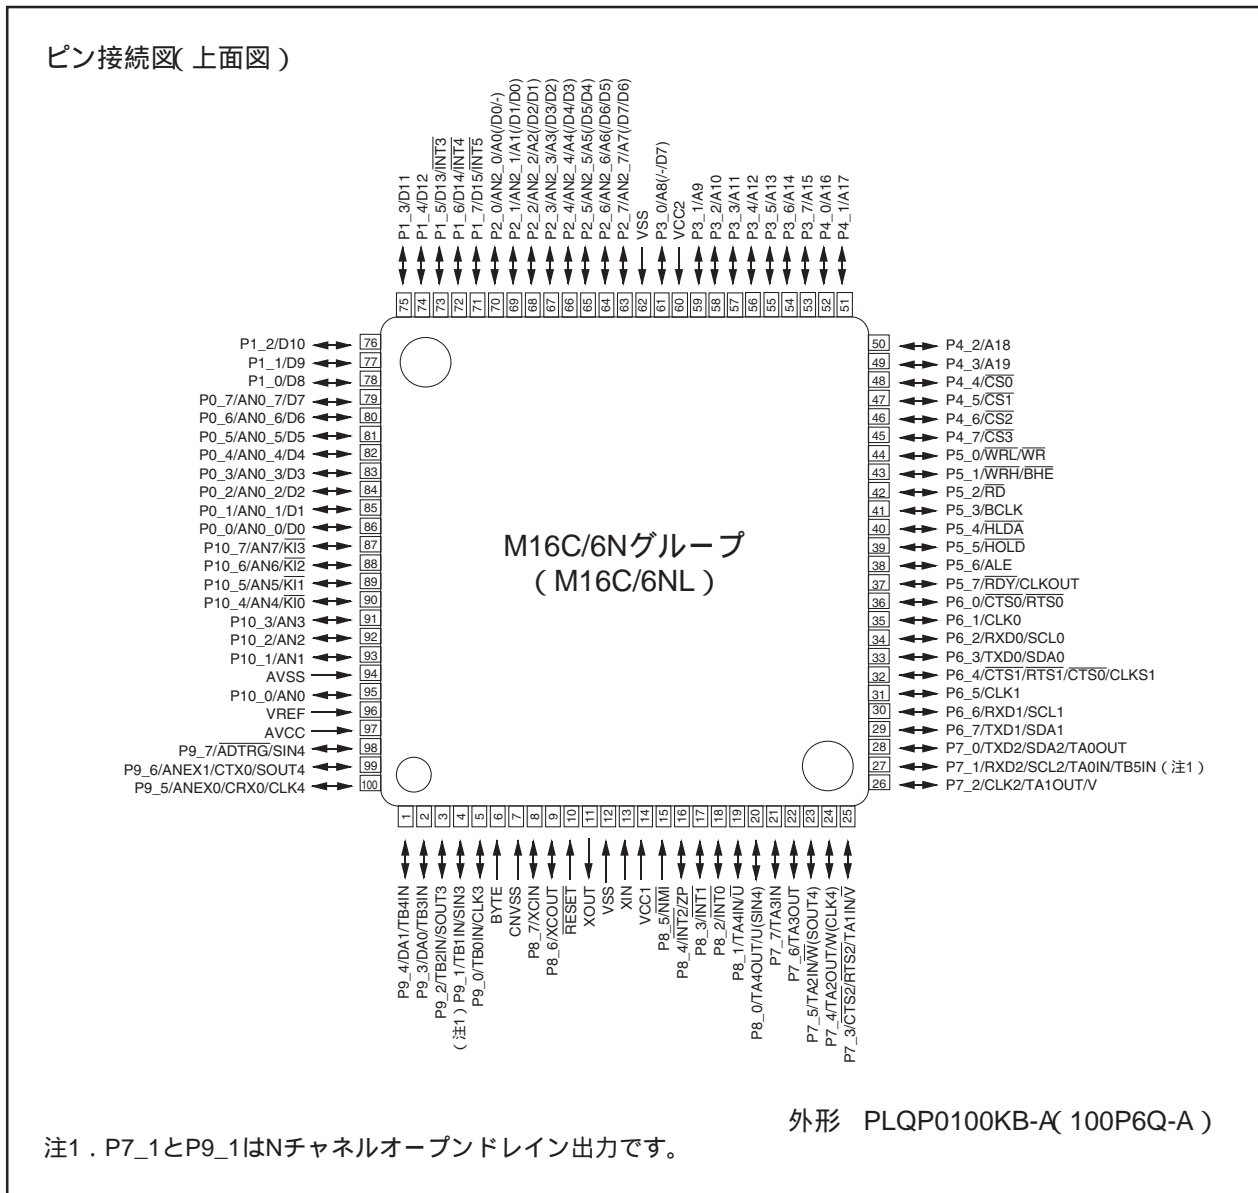 ピン接続図(上面図)
P1_3/D11
P1_4/D12
P1_5/D13/INT3
P1_6/D14/INT4
P1_7/D15/INT5
P2_0/AN2_0/A0(/D0/-)
P2_1/AN2_1/A1(/D1/D0)
P2_2/AN2_2/A2(/D2/D1)
P2_3/AN2_3/A3(/D3/D2)
P2_4/AN2_4/A4(/D4/D3)
P2_5/AN2_5/A5(/D5/D4)
P2_6/AN2_6/A6(/D6/D5)
P2_7/AN2_7/A7(/D7/D6)
VSS
P3_0/A8(/-/D7)
VCC2
P3_1/A9
P3_2/A10
P3_3/A11
P3_4/A12
P3_5/A13
P3_6/A14
P3_7/A15
P4_0/A16
P4_1/A17
75 74 73 72 71 70 69 68 67 66 65 64 63 62 61 60 59 58 57 56 55 54 53 52 51
P1_2/D10 76
P1_1/D9 77
P1_0/D8 78
P0_7/AN0_7/D7 79
P0_6/AN0_6/D6 80
P0_5/AN0_5/D5 81
P0_4/AN0_4/D4 82
P0_3/AN0_3/D3 83
P0_2/AN0_2/D2 84
P0_1/AN0_1/D1 85
P0_0/AN0_0/D0 86
P10_7/AN7/KI3 87
P10_6/AN6/KI2 88
P10_5/AN5/KI1 89
P10_4/AN4/KI0 90
P10_3/AN3 91
P10_2/AN2 92
P10_1/AN1 93
AVSS 94
P10_0/AN0 95
VREF 96
AVCC 97
P9_7/ADTRG/SIN4 98
P9_6/ANEX1/CTX0/SOUT4 99
P9_5/ANEX0/CRX0/CLK4 100
M16C/6Nグループ
(M16C/6NL)
50 P4_2/A18
49 P4_3/A19
48 P4_4/CS0
47 P4_5/CS1
46 P4_6/CS2
45 P4_7/CS3
44 P5_0/WRL/WR
43 P5_1/WRH/BHE
42 P5_2/RD
41 P5_3/BCLK
40 P5_4/HLDA
39 P5_5/HOLD
38 P5_6/ALE
37 P5_7/RDY/CLKOUT
36 P6_0/CTS0/RTS0
35 P6_1/CLK0
34 P6_2/RXD0/SCL0
33 P6_3/TXD0/SDA0
32 P6_4/CTS1/RTS1/CTS0/CLKS1
31 P6_5/CLK1
30 P6_6/RXD1/SCL1
29 P6_7/TXD1/SDA1
28 P7_0/TXD2/SDA2/TA0OUT
27 P7_1/RXD2/SCL2/TA0IN/TB5IN(注1)
26 P7_2/CLK2/TA1OUT/V
1 2 3 4 5 6 7 8 9 10 11 12 13 14 15 16 17 18 19 20 21 22 23 24 25
P9_4/DA1/TB4IN
P9_3/DA0/TB3IN
P9_2/TB2IN/SOUT3
(注1)P9_1/TB1IN/SIN3
P9_0/TB0IN/CLK3
BYTE
CNVSS
P8_7/XCIN
P8_6/XCOUT
RESET
XOUT
VSS
XIN
VCC1
P8_5/NMI
P8_4/INT2/ZP
P8_3/INT1
P8_2/INT0
P8_1/TA4IN/U
P8_0/TA4OUT/U(SIN4)
P7_7/TA3IN
P7_6/TA3OUT
P7_5/TA2IN/W(SOUT4)
P7_4/TA2OUT/W(CLK4)
P7_3/CTS2/RTS2/TA1IN/V
外形 PLQP0100KB-A(100P6Q-A)
注1.P7_1とP9_1はNチャネルオープンドレイン出力です。